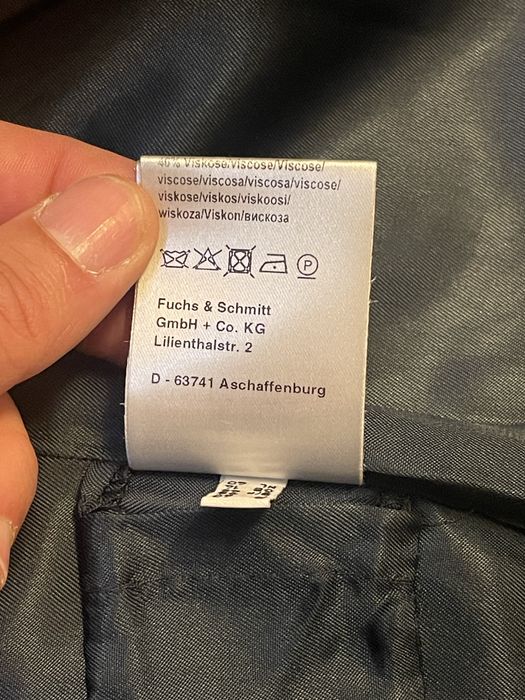 40% Viskose/Viscose/Viscose/
viscose/viscosa/viscosa/viscose/
viskose/viskos/viskoosi/
wiskoza/Viskon/вискоза
P
Fuchs & Schmitt
GmbH + Co. KG
Lilienthalstr. 2
D - 63741 Aschaffenburg